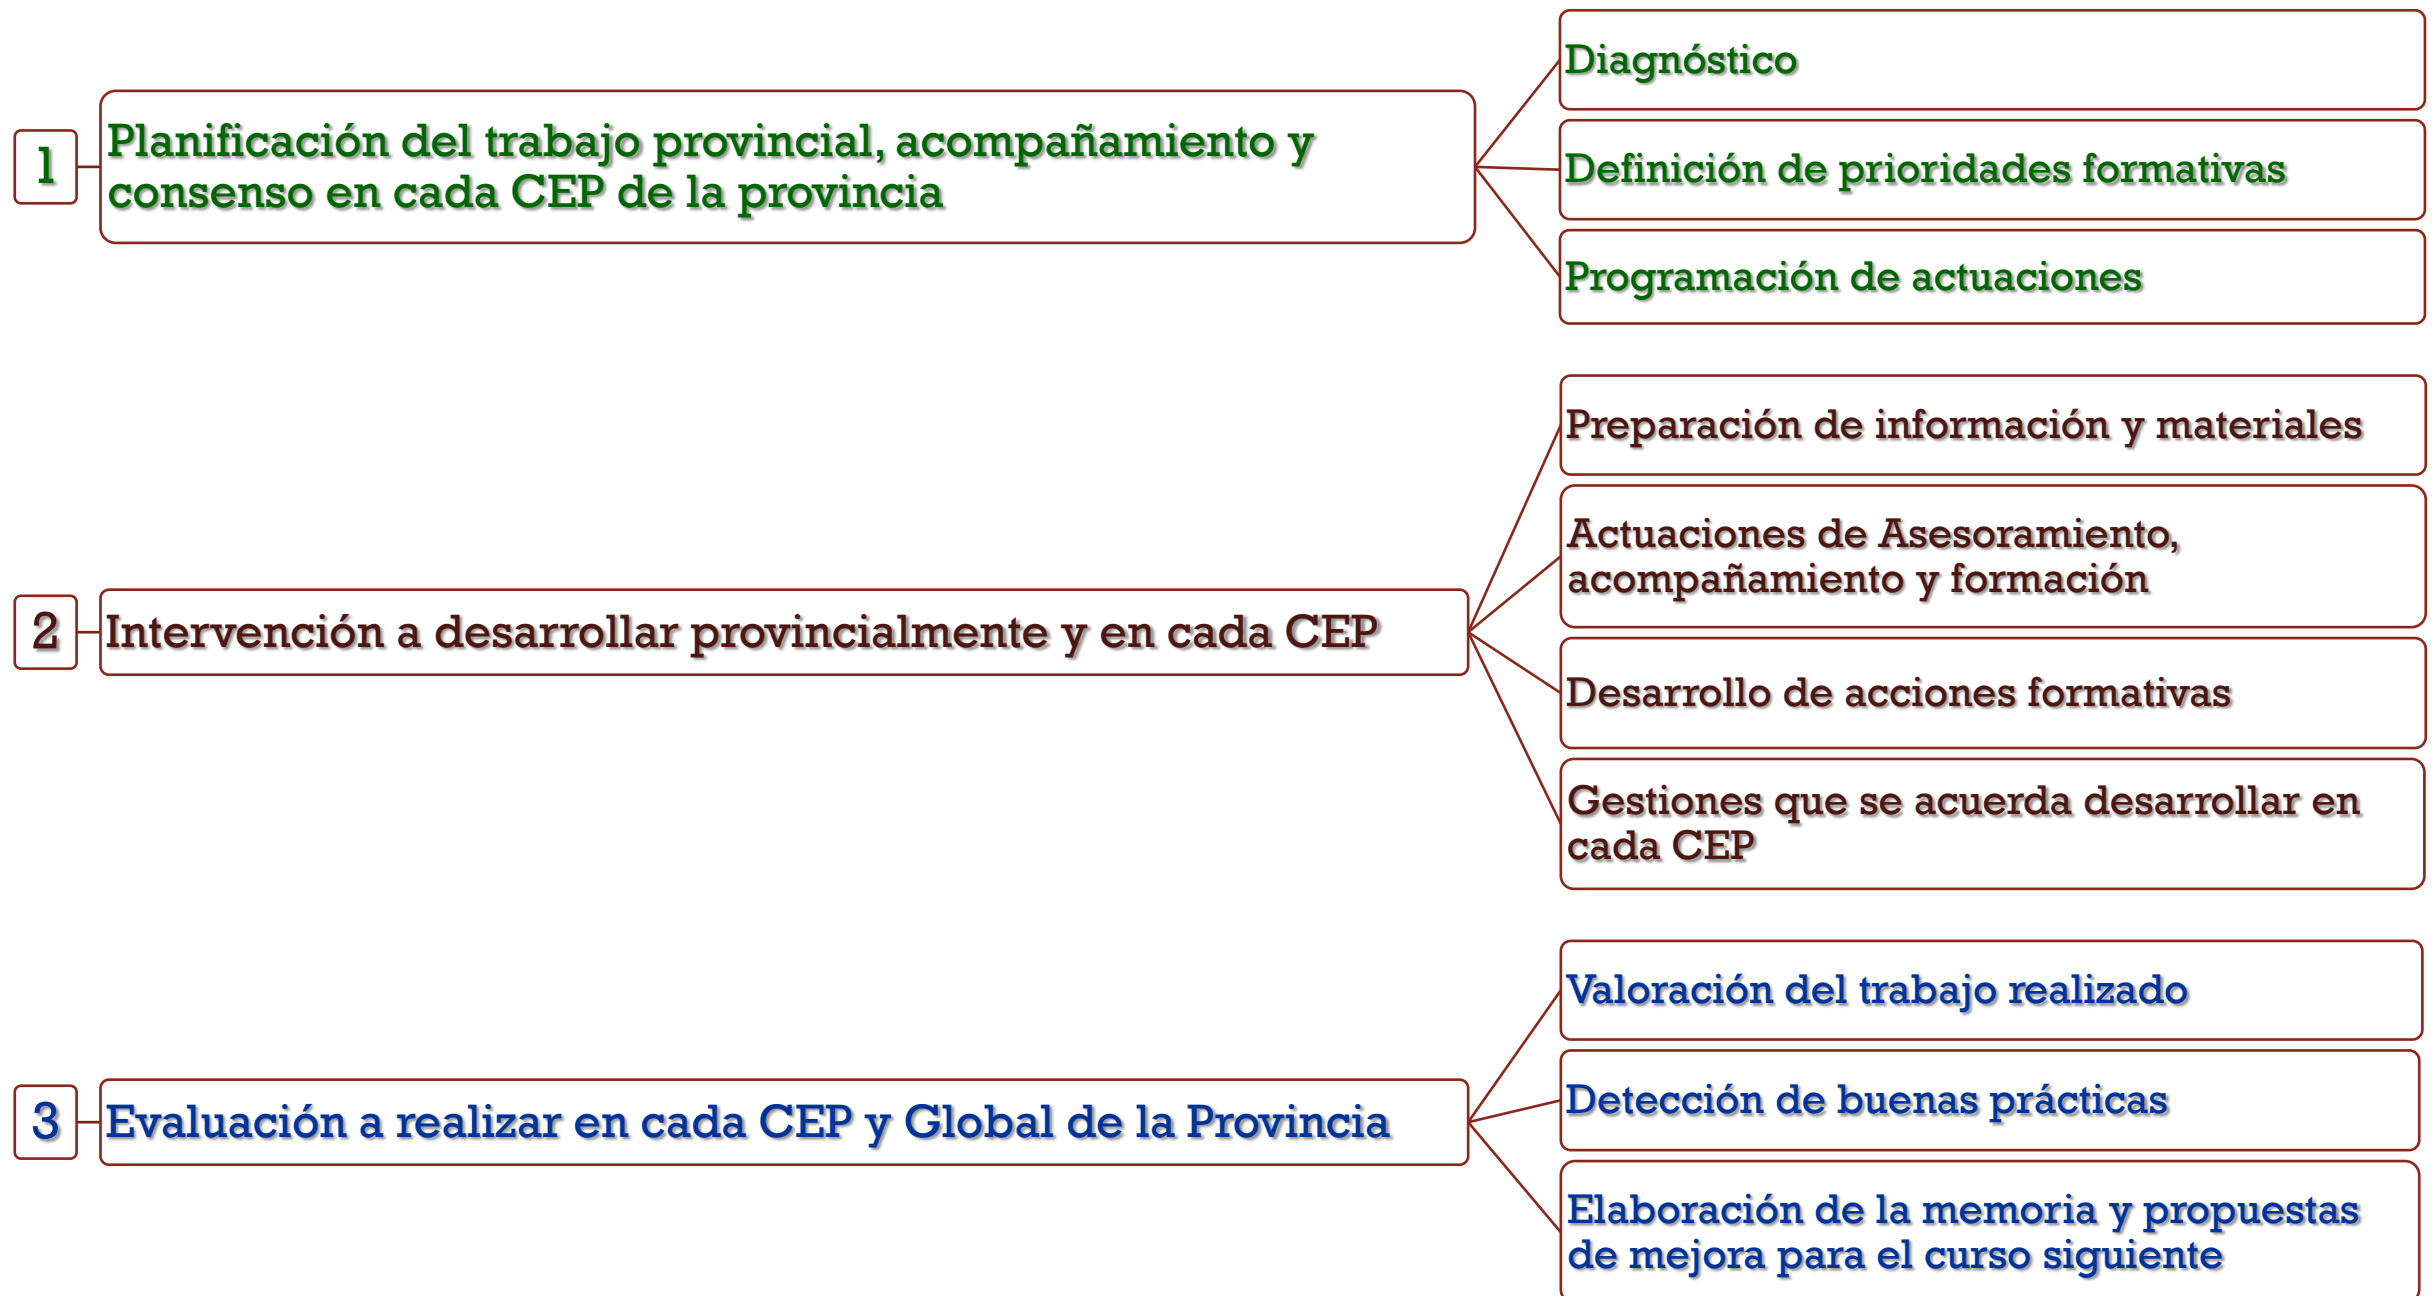 1
Planificación del trabajo provincial, acompañamiento y
consenso en cada CEP de la provincia
Diagnóstico
Definición de prioridades formativas
Programación de actuaciones
2
Intervención a desarrollar provincialmente y en cada CEP
Preparación de información y materiales
Actuaciones de Asesoramiento,
acompañamiento y formación
Desarrollo de acciones formativas
Gestiones que se acuerda desarrollar en
cada CEP
3
Evaluación a realizar en cada CEP y Global de la Provincia
Valoración del trabajo realizado
Detección de buenas prácticas
Elaboración de la memoria y propuestas
de mejora para el curso siguiente